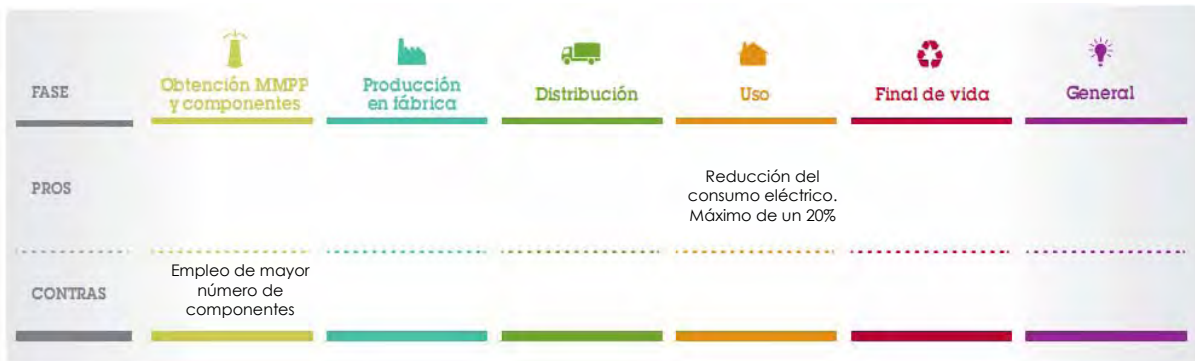 FASE
Obtención MMPP
y componentes
Producción
en fábrica
Distribución
Uso
Final de vida
General
PROS
Reducción del
consumo eléctrico.
Máximo de un 20%
CONTRAS
Empleo de mayor
número de
componentes